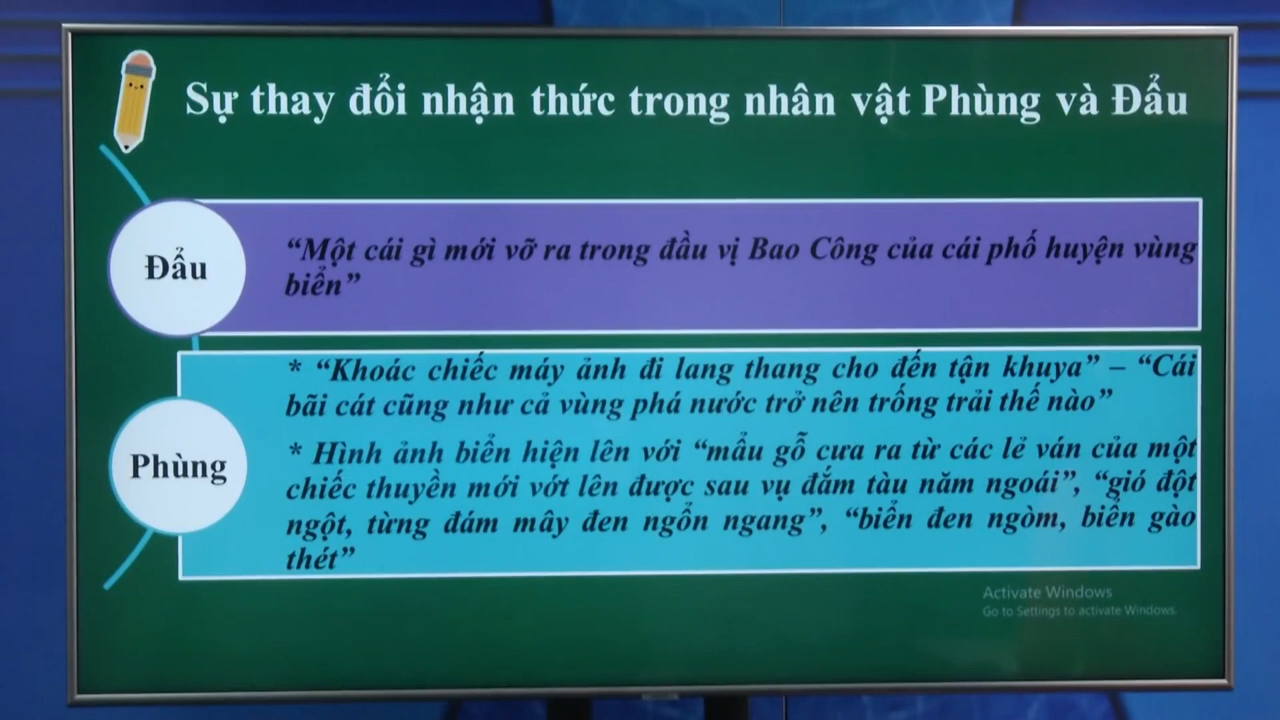 Sự thay đổi nhận thức trong nhân vật Phùng và Đẩu
Đẩu
“Một cái gì mới vỡ ra trong đầu vị Bao Công của cái phố huyện vùng
biển”
Phùng
* “Khoác chiếc máy ảnh đi lang thang cho đến tận khuya” – “Cái
bãi cát cũng như cả vùng phá nước trở nên trống trải thế nào”
* Hình ảnh biển hiện lên với “mẩu gỗ cưa ra từ các lẻ ván của một
chiếc thuyền mới vớt lên được sau vụ đắm tàu năm ngoái”, “gió đột
ngột, từng đám mây đen ngổn ngang”, “biển đen ngòm, biển gào
thét”
Activate Windows
Go to Settings to activate Windows.